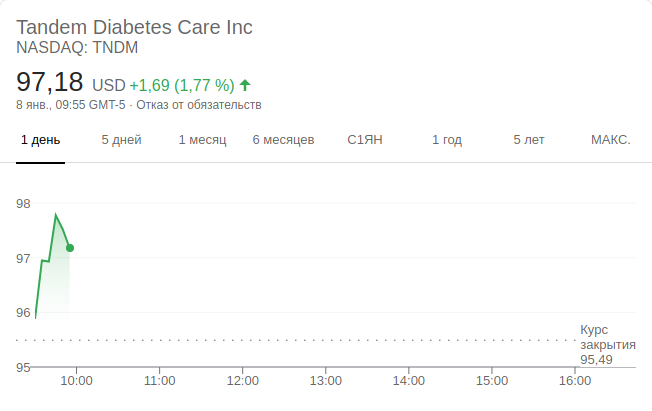 Tandem Diabetes Care Inc
NASDAQ: TNDM
97,18 USD +1,69 (1,77 %)
8 янв., 09:55 GMT-5 · Отказ от обязательств
1 день 5 дней 1 месяц 6 месяцев С1ЯН 1 год 5 лет МАКС.
98
97
96
Курс
закрытия
95,49
95
10:00 11:00 12:00 13:00 14:00 15:00 16:00